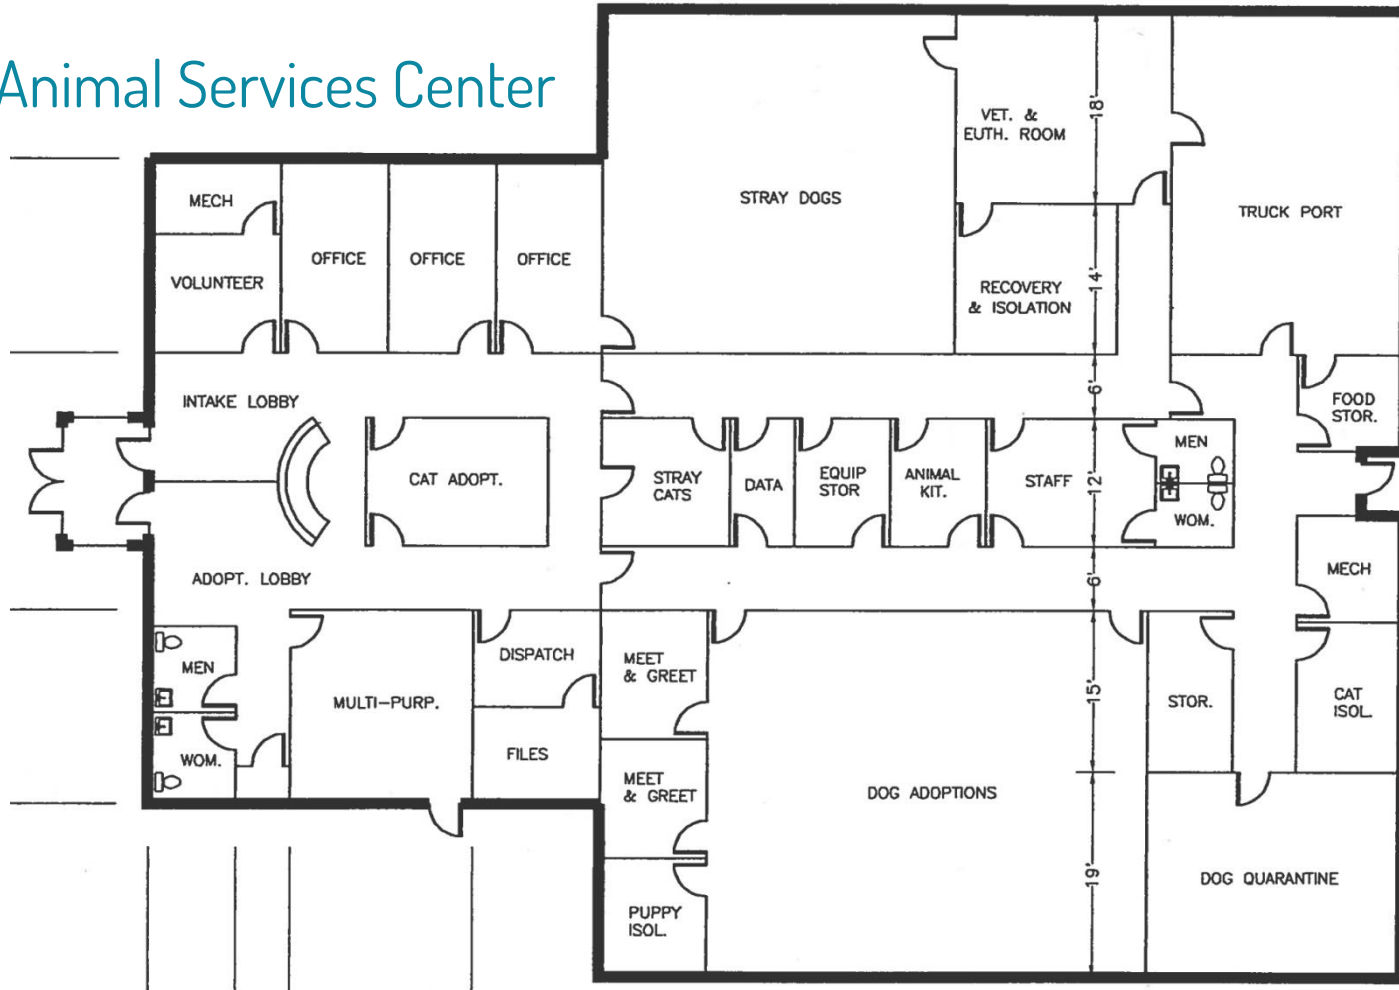 Animal Services Center
MECH
VOLUNTEER
OFFICE
OFFICE
OFFICE
STRAY DOGS
VET. &
EUTH. ROOM
18'
TRUCK PORT
RECOVERY
& ISOLATION
14'
INTAKE LOBBY
6'
FOOD
STOR.
CAT ADOPT.
STRAY
CATS
DATA
EQUIP
STOR
ANIMAL
KIT.
STAFF
12'
MEN
WOM.
ADOPT. LOBBY
6'
MECH
MEN
WOM.
MULTI-PURP.
DISPATCH
FILES
MEET
& GREET
MEET
& GREET
PUPPY
ISOL.
DOG ADOPTIONS
15'
19'
STOR.
CAT
ISOL.
DOG QUARANTINE